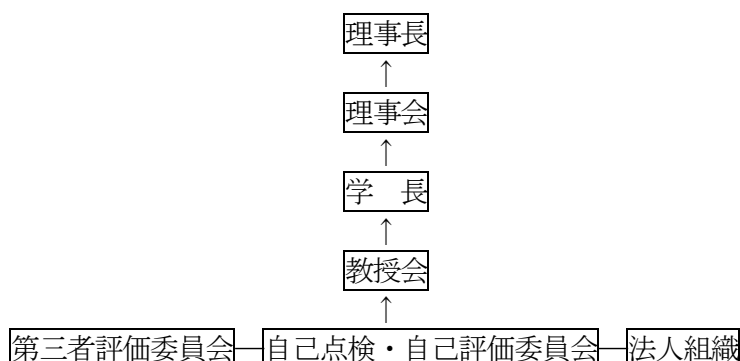 理事長
↑
理事会
↑
学　長
↑
教授会
↑
第三者評価委員会 自己点検・自己評価委員会 法人組織